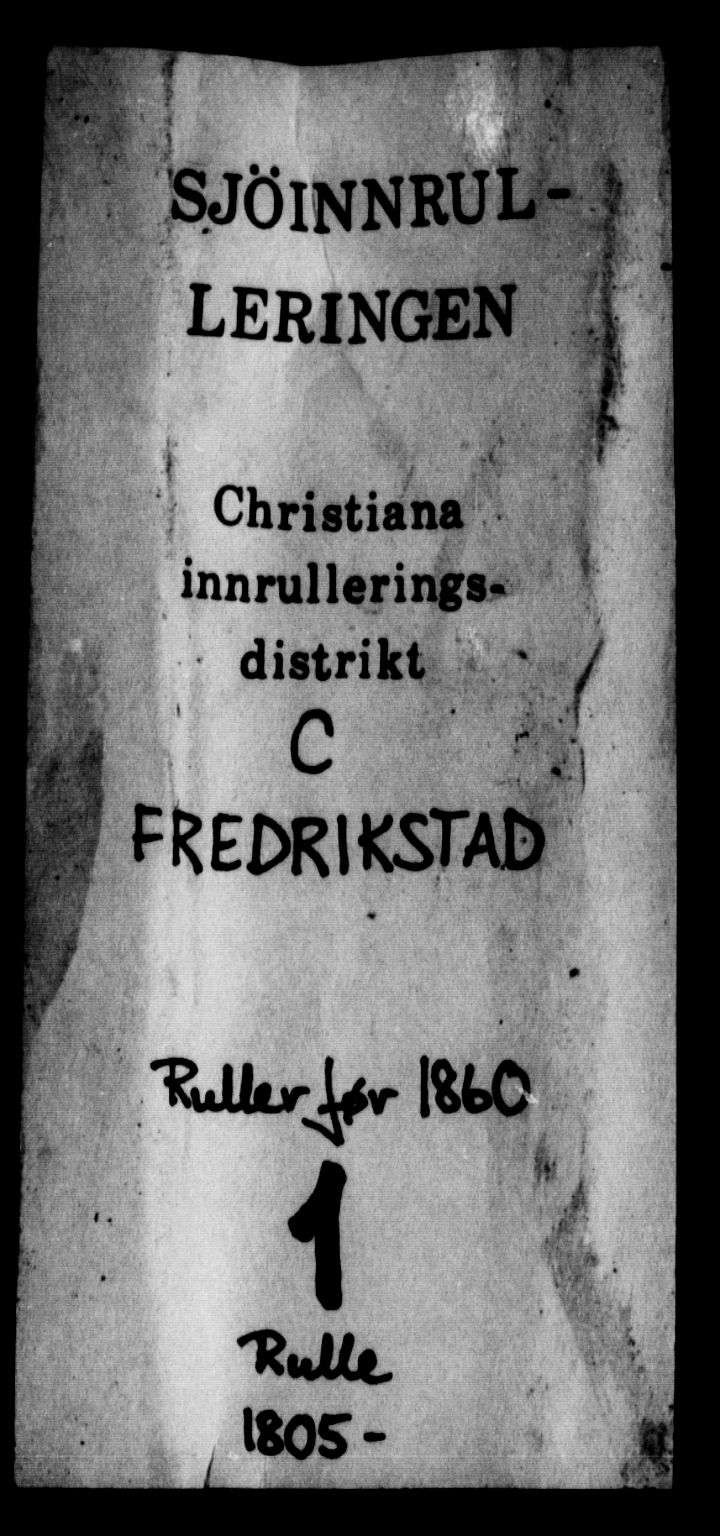 SJÖINNRUL-
LERINGEN
Christiana
innrullerings-
distrikt
C
FREDRIKSTAD
Ruller før 1860
1
Rulle
1805-